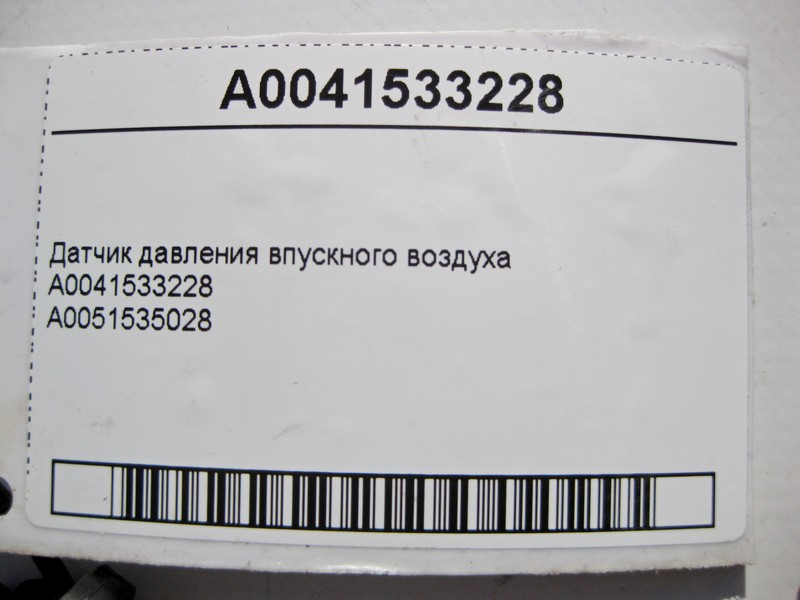 A0041533228
Датчик давления впускного воздуха
A0041533228
A0051535028